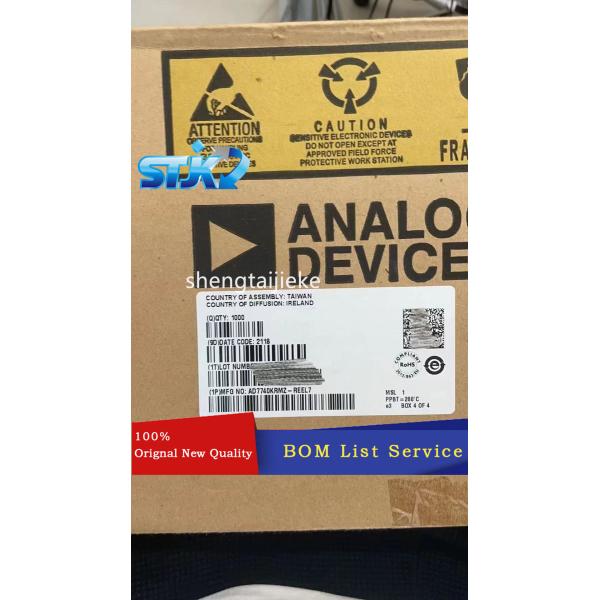 ATTENTION
OBSERVE PRECAUTIONS
CAUTION
SENSITIVE ELECTRONIC DEVICES
DO NOT OPEN EXCEPT AT
APPROVED FIELD FORCE
PROTECTIVE WORK STATION
FRA
STJK
ANALO
DEVICE
shengtaijieke
COUNTRY OF ASSEMBLY: TAIWAN
COUNTRY OF DIFFUSION: IRELAND
(Q)QTY: 1000
(9D)DATE CODE: 2118
(1T)LOT NUMB
(1P)MFG NO: AD7740KRMZ-REEL7
COMPLIANT
RoHS
MSL 1
PPBT=260°C
e3 BOX 4 OF 4
100%
Orignal New Quality
BOM List Service